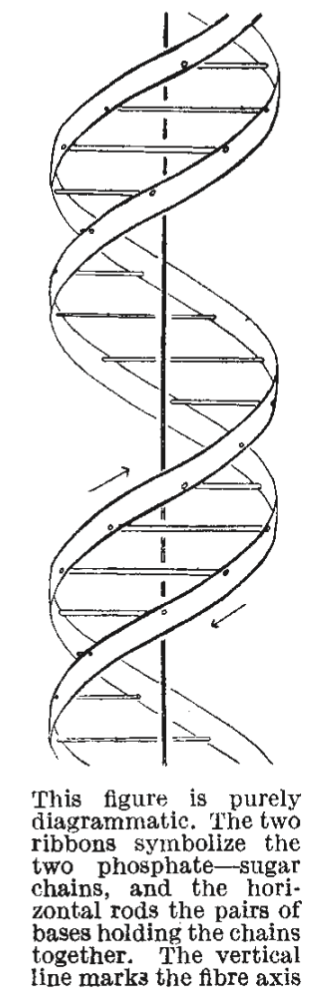 This figure is purely
diagrammatic. The two
ribbons symbolize the
two phosphate—sugar
chains, and the hori-
zontal rods the pairs of
bases holding the chains
together. The vertical
line marks the fibre axis